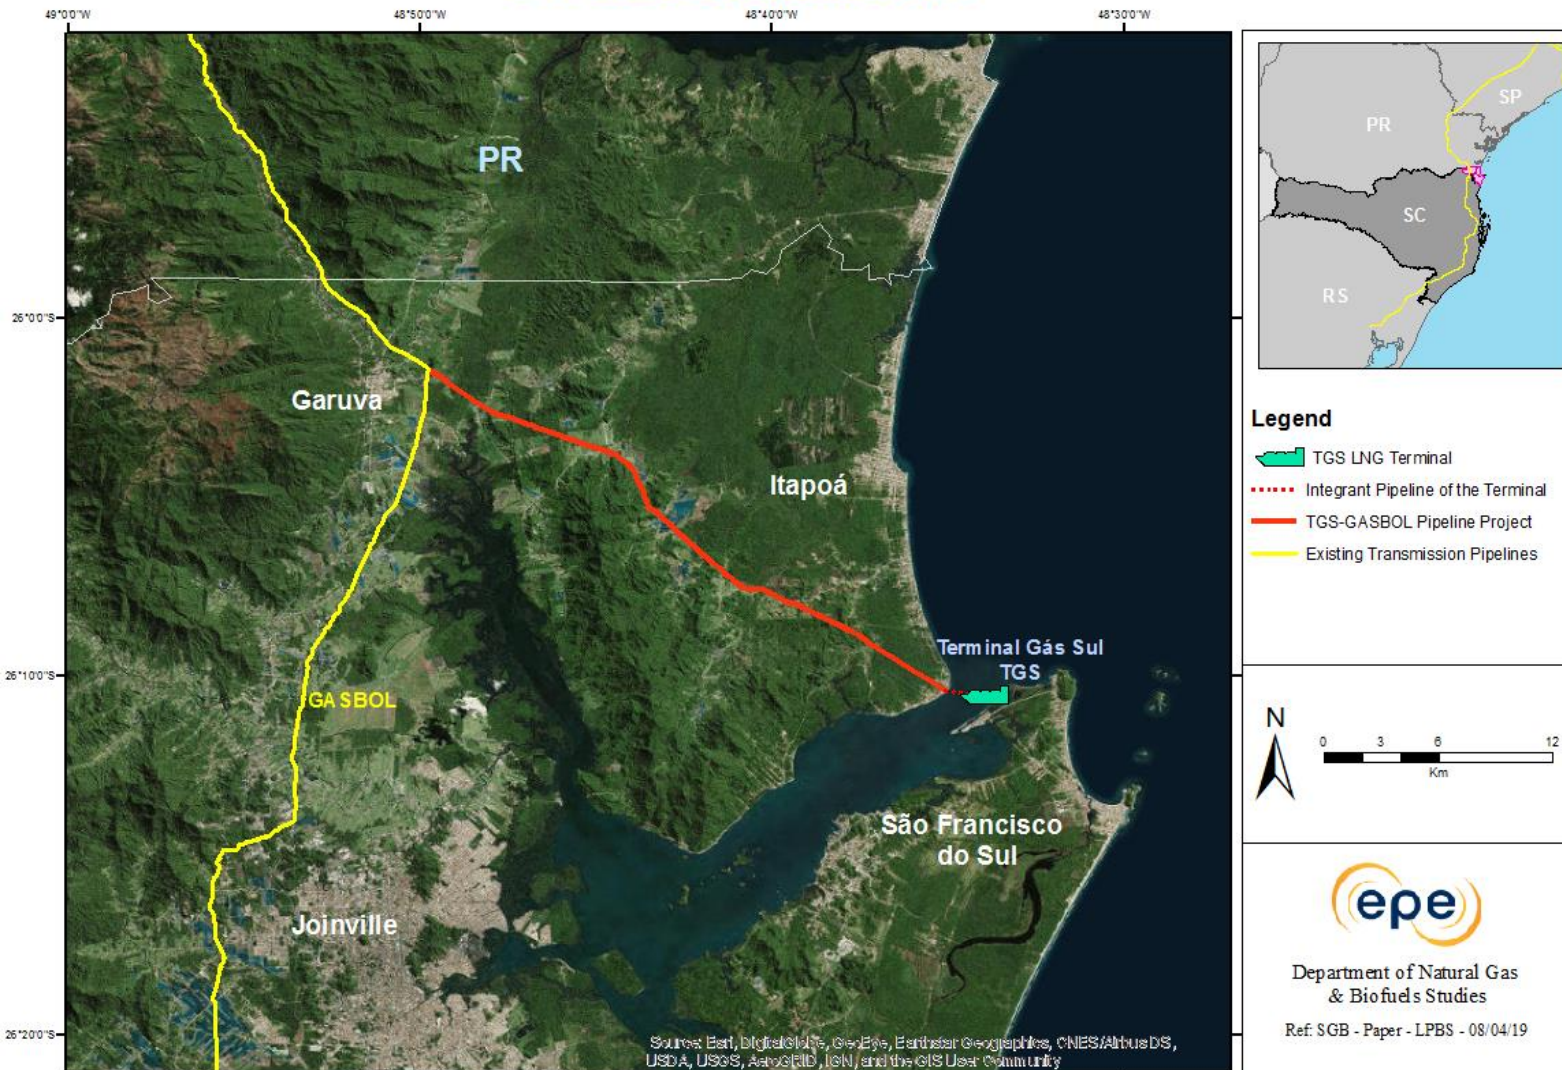 49°0'0"W
48°50'0"W
48°40'0"W
48°30'0"W
PR
26°0'0"S
Garuva
Itapoá
Terminal Gás Sul
TGS
26°10'0"S
GASBOL
São Francisco
do Sul
Joinville
26°20'0"S
Source: Esri, DigitalGlobe, GeoEye, Earthstar Geographics, CNES/Airbus DS,
USDA, USGS, AeroGRID, IGN, and the GIS User Community
SP
PR
SC
RS
Legend
TGS LNG Terminal
Integrant Pipeline of the Terminal
TGS-GASBOL Pipeline Project
Existing Transmission Pipelines
N
0 3 6 12
Km
epe
Department of Natural Gas
& Biofuels Studies
Ref: SGB - Paper - LPBS - 08/04/19